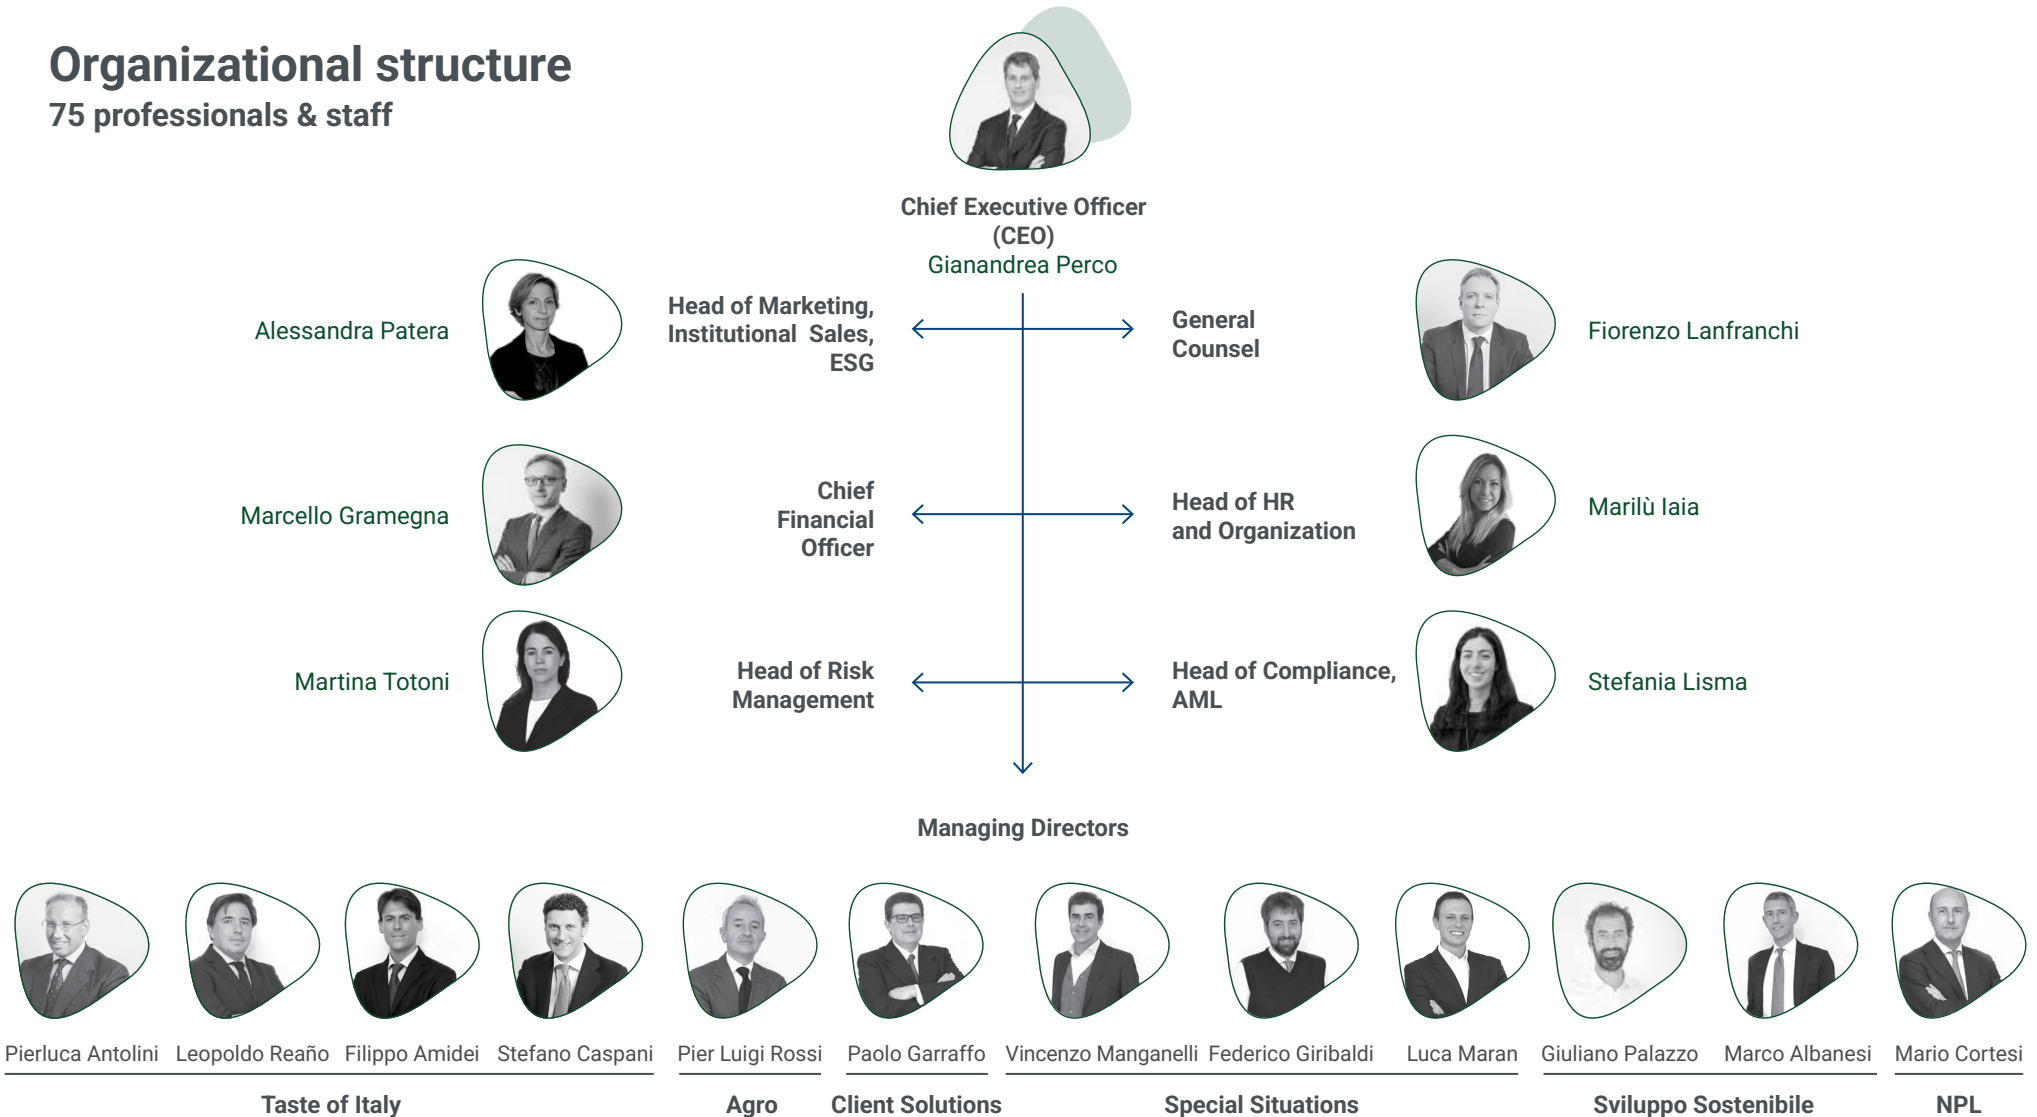 Organizational structure
75 professionals & staff
Chief Executive Officer
(CEO)
Gianandrea Perco
Alessandra Patera
Head of Marketing,
Institutional Sales,
ESG
General
Counsel
Fiorenzo Lanfranchi
Marcello Gramegna
Chief
Financial
Officer
Head of HR
and Organization
Marilù Iaia
Martina Totoni
Head of Risk
Management
Head of Compliance,
AML
Stefania Lisma
Managing Directors
Pierluca Antolini Leopoldo Reaño Filippo Amidei Stefano Caspani Pier Luigi Rossi Paolo Garraffo Vincenzo Manganelli Federico Giribaldi Luca Maran Giuliano Palazzo Marco Albanesi Mario Cortesi
Taste of Italy Agro Client Solutions Special Situations Sviluppo Sostenibile NPL